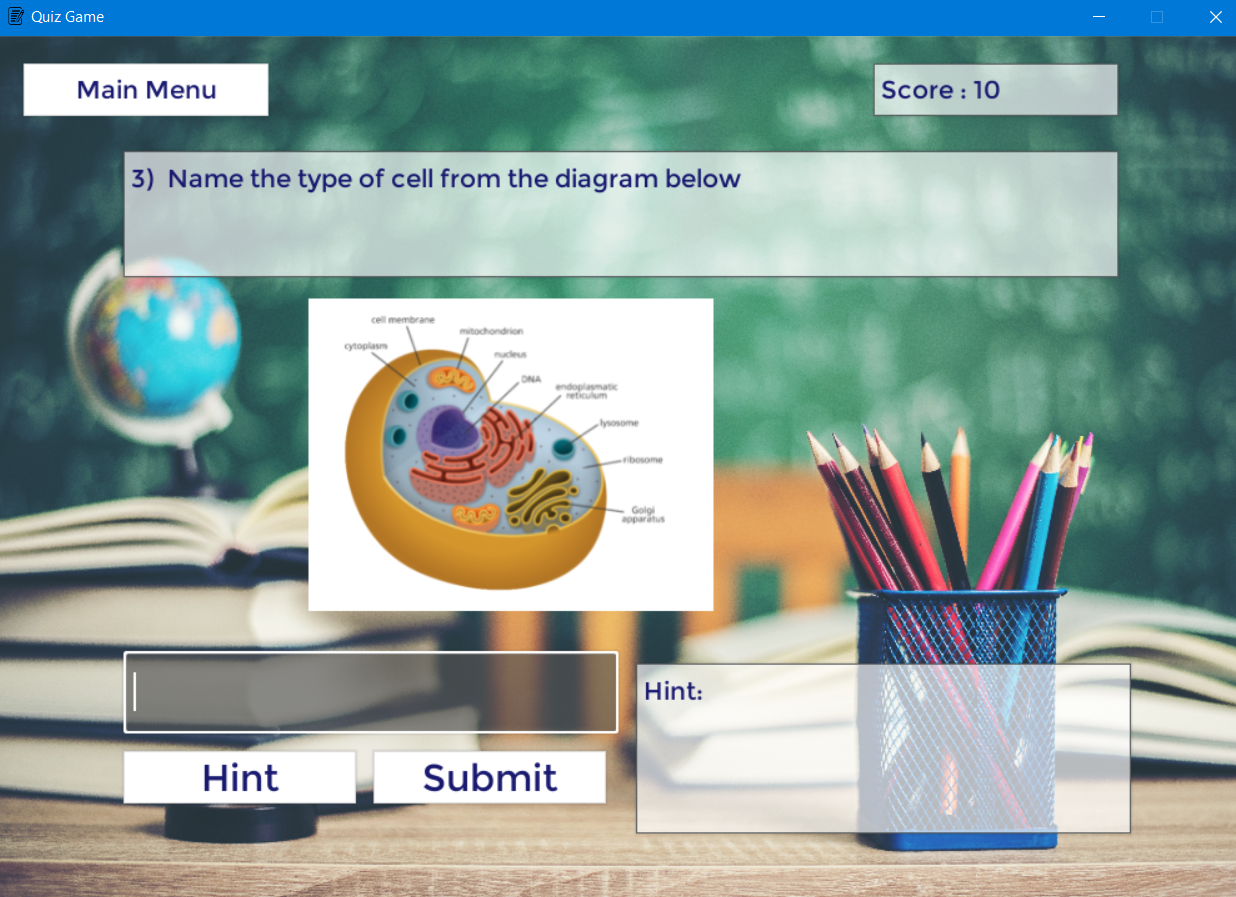 Quiz Game
Main Menu
Score : 10
3) Name the type of cell from the diagram below
cell membrane
mitochondrion
cytoplasm
nucleus
DNA
endoplasmatic
reticulum
lysosome
ribosome
Golgi
apparatus
Hint:
Hint
Submit